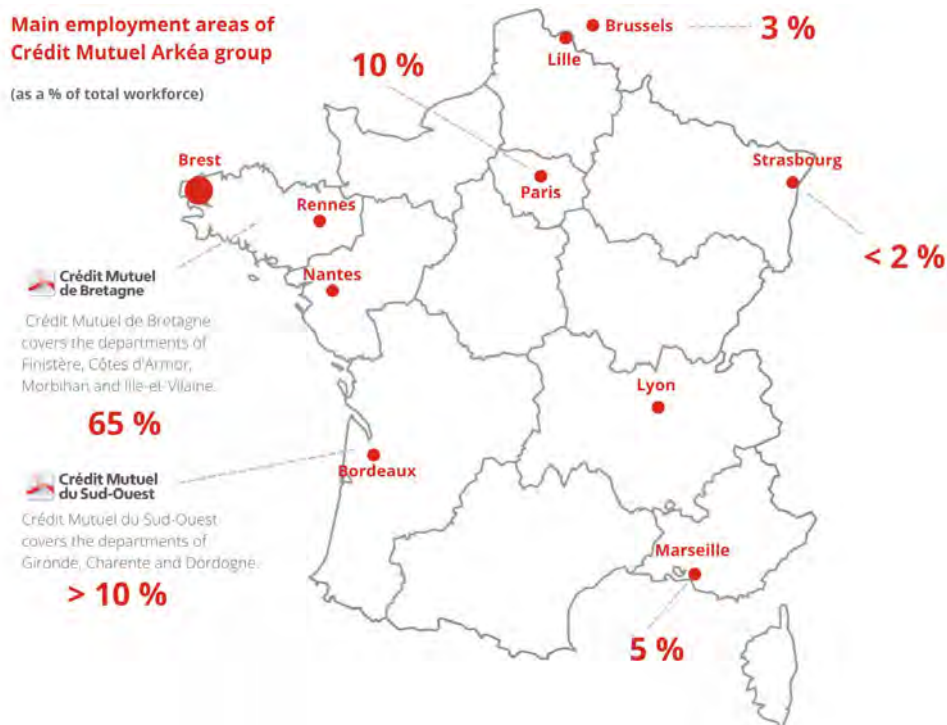 Main employment areas of
Crédit Mutuel Arkéa group
(as a % of total workforce)
Brussels
3 %
Lille
10 %
Brest
Strasbourg
Paris
Rennes
< 2 %
Nantes
Crédit Mutuel
de Bretagne
Crédit Mutuel de Bretagne
covers the departments of
Finistère, Côtes d'Armor,
Morbihan and Ille-et-Vilaine.
65 %
Lyon
Bordeaux
Crédit Mutuel
du Sud-Ouest
Crédit Mutuel du Sud-Ouest
covers the departments of
Gironde, Charente and Dordogne.
> 10 %
Marseille
5 %